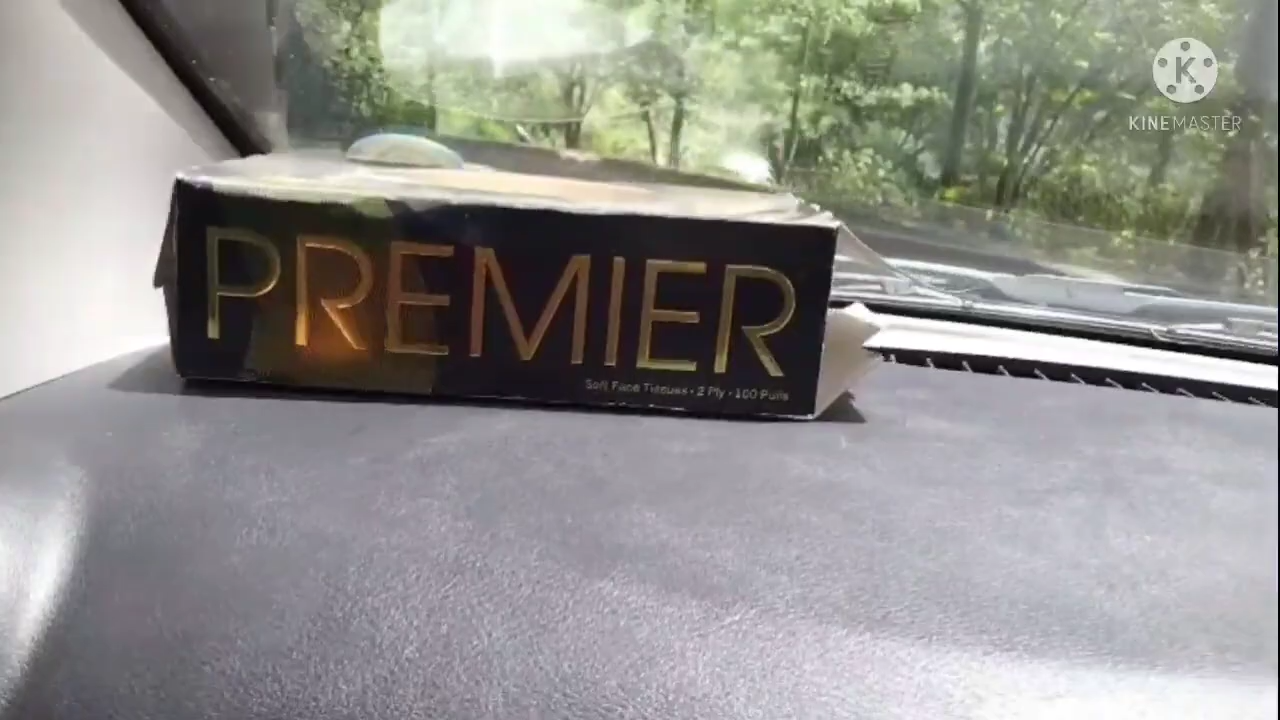 KINEMASTER
PREMIER
Soft Face Tissues • 2 Ply • 100 Pulls